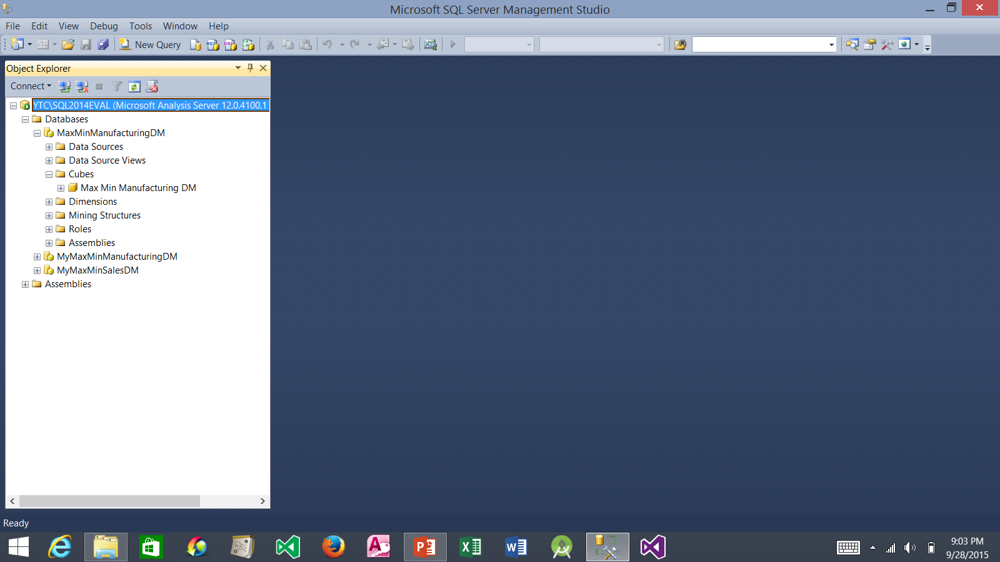 Microsoft SQL Server Management Studio
File Edit View Debug Tools Window Help
New Query
Object Explorer
Connect
YTC\SQL2014EVAL (Microsoft Analysis Server 12.0.4100.1
Databases
MaxMinManufacturingDM
Data Sources
Data Source Views
Cubes
Max Min Manufacturing DM
Dimensions
Mining Structures
Roles
Assemblies
MyMaxMinManufacturingDM
MyMaxMinSalesDM
Assemblies
Ready
9:03 PM
9/28/2015